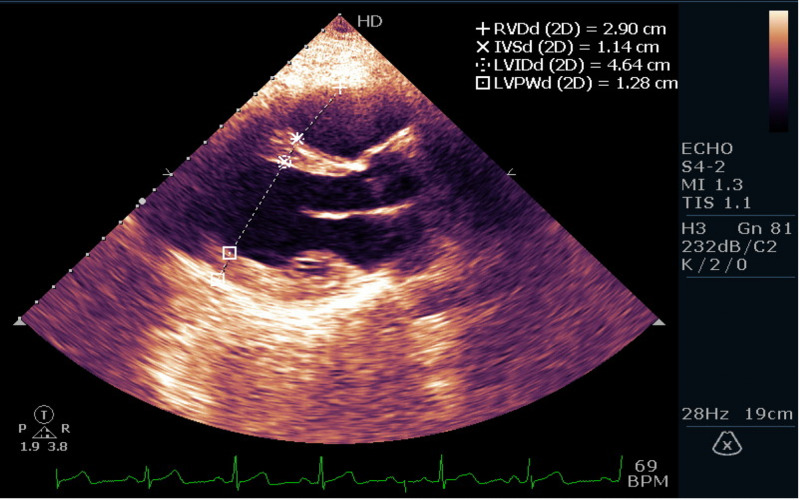 HD
RVDd (2D) = 2.90 cm
IVSd (2D) = 1.14 cm
LVIDd (2D) = 4.64 cm
LVPWd (2D) = 1.28 cm
ECHO
S4-2
MI 1.3
TIS 1.1
H3 Gn 81
232dB/C2
K/2/0
28Hz 19cm
X
T
P R
1.9 3.8
69
BPM